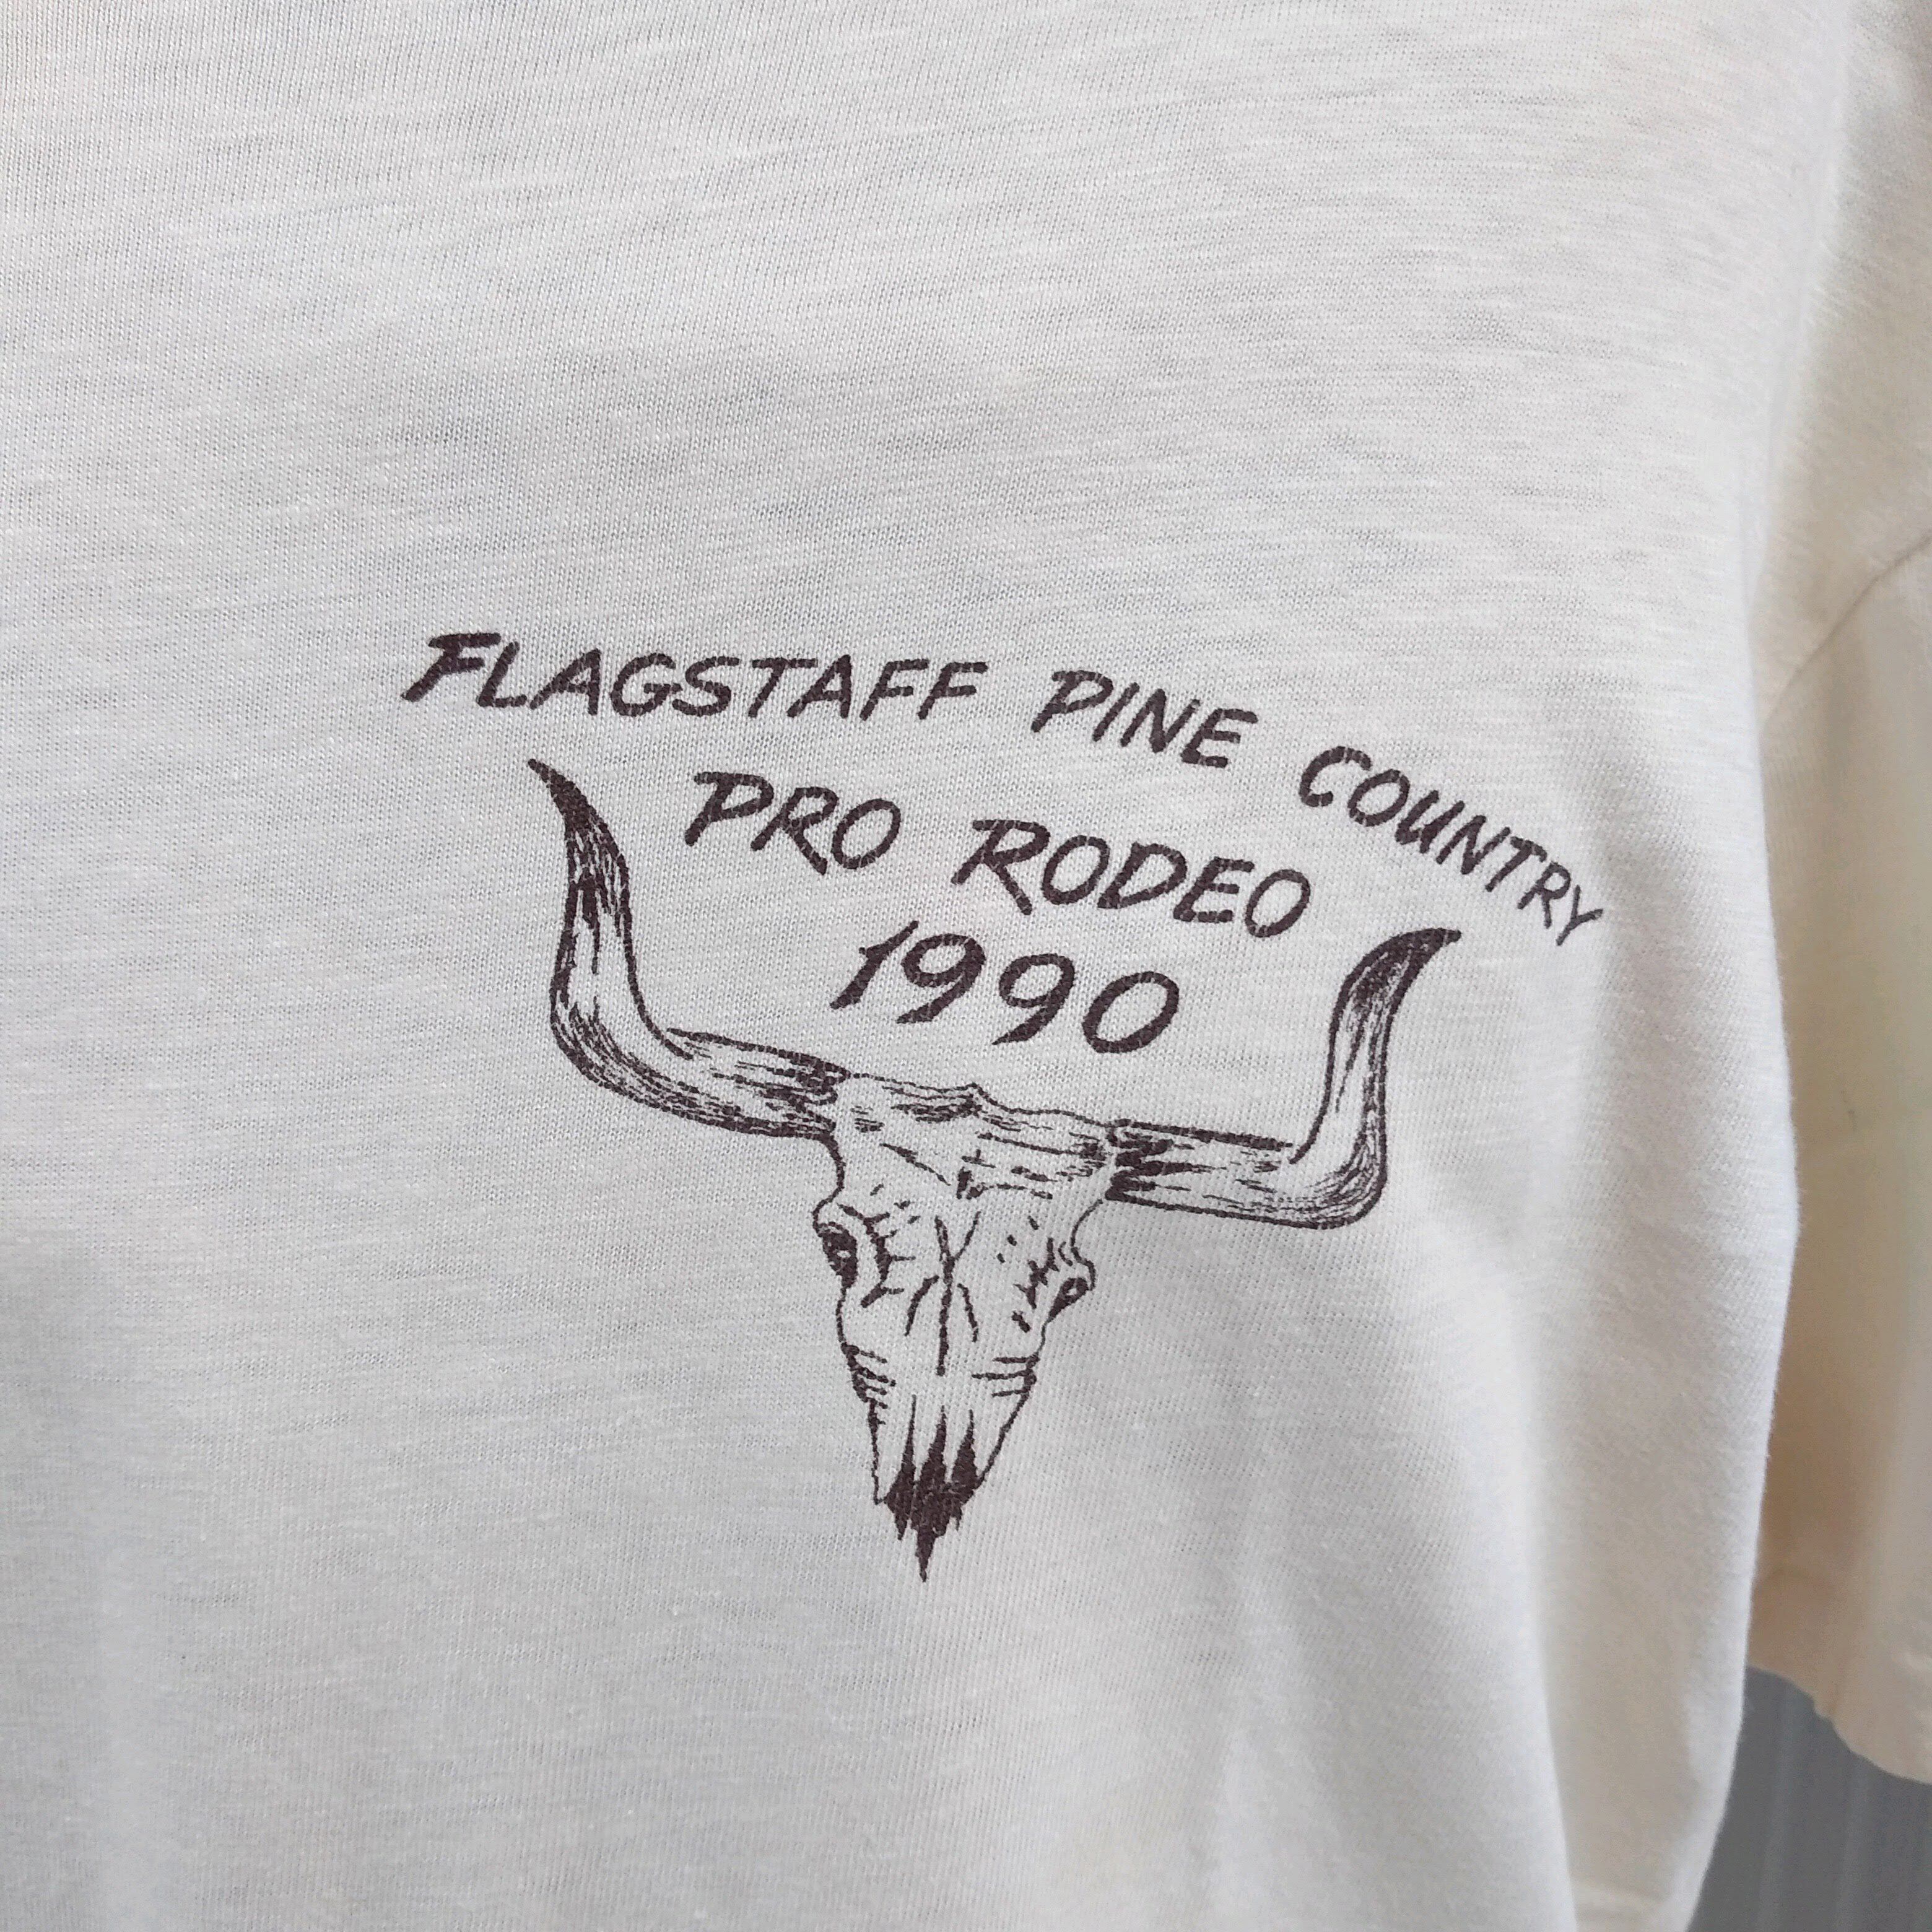 FLAGSTAFF PINE COUNTRY
PRO RODEO
1990